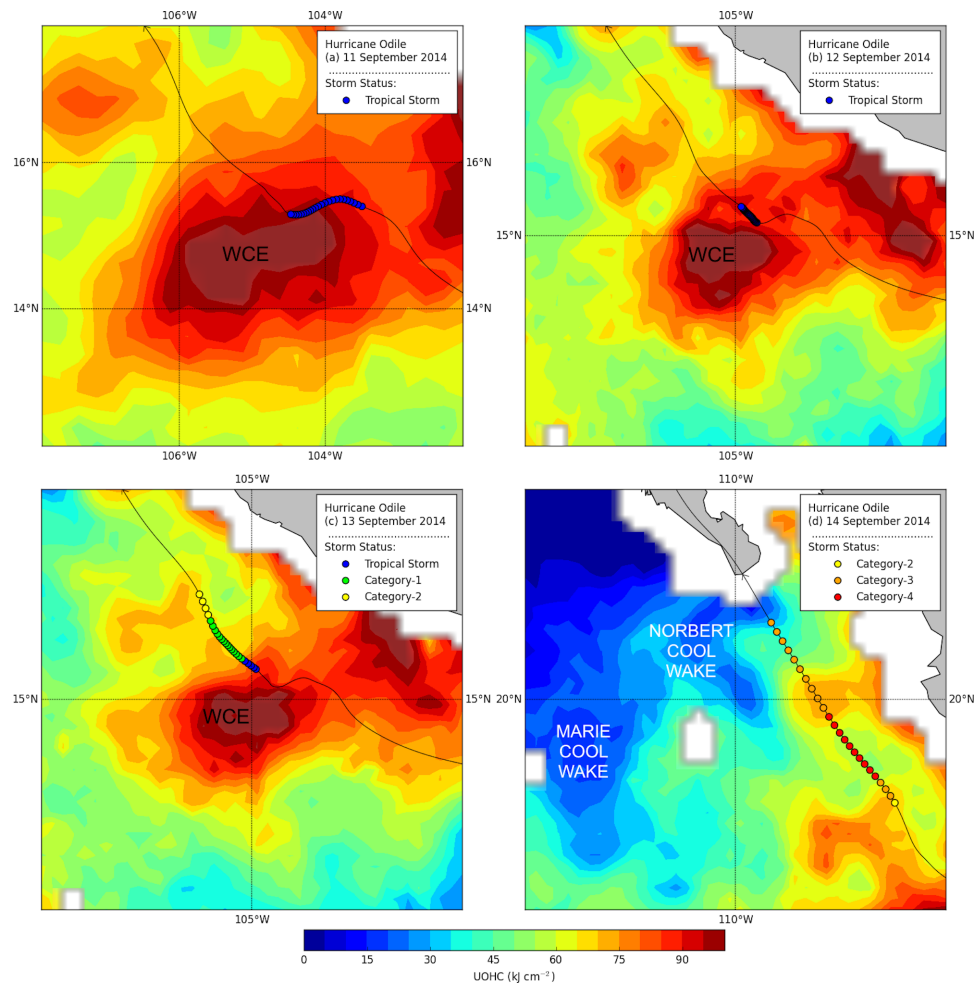 106°W 104°W
105°W
Hurricane Odile
(a) 11 September 2014
Storm Status:
Tropical Storm
16°N
14°N
WCE
106°W 104°W
Hurricane Odile
(b) 12 September 2014
Storm Status:
Tropical Storm
15°N
WCE
105°W
105°W
110°W
Hurricane Odile
(c) 13 September 2014
Storm Status:
Tropical Storm
Category-1
Category-2
15°N
15°N
WCE
105°W
Hurricane Odile
(d) 14 September 2014
Storm Status:
Category-2
Category-3
Category-4
NORBERT
COOL
WAKE
20°N
20°N
MARIE
COOL
WAKE
110°W
0 15 30 45 60 75 90
UOHC (kJ cm⁻²)